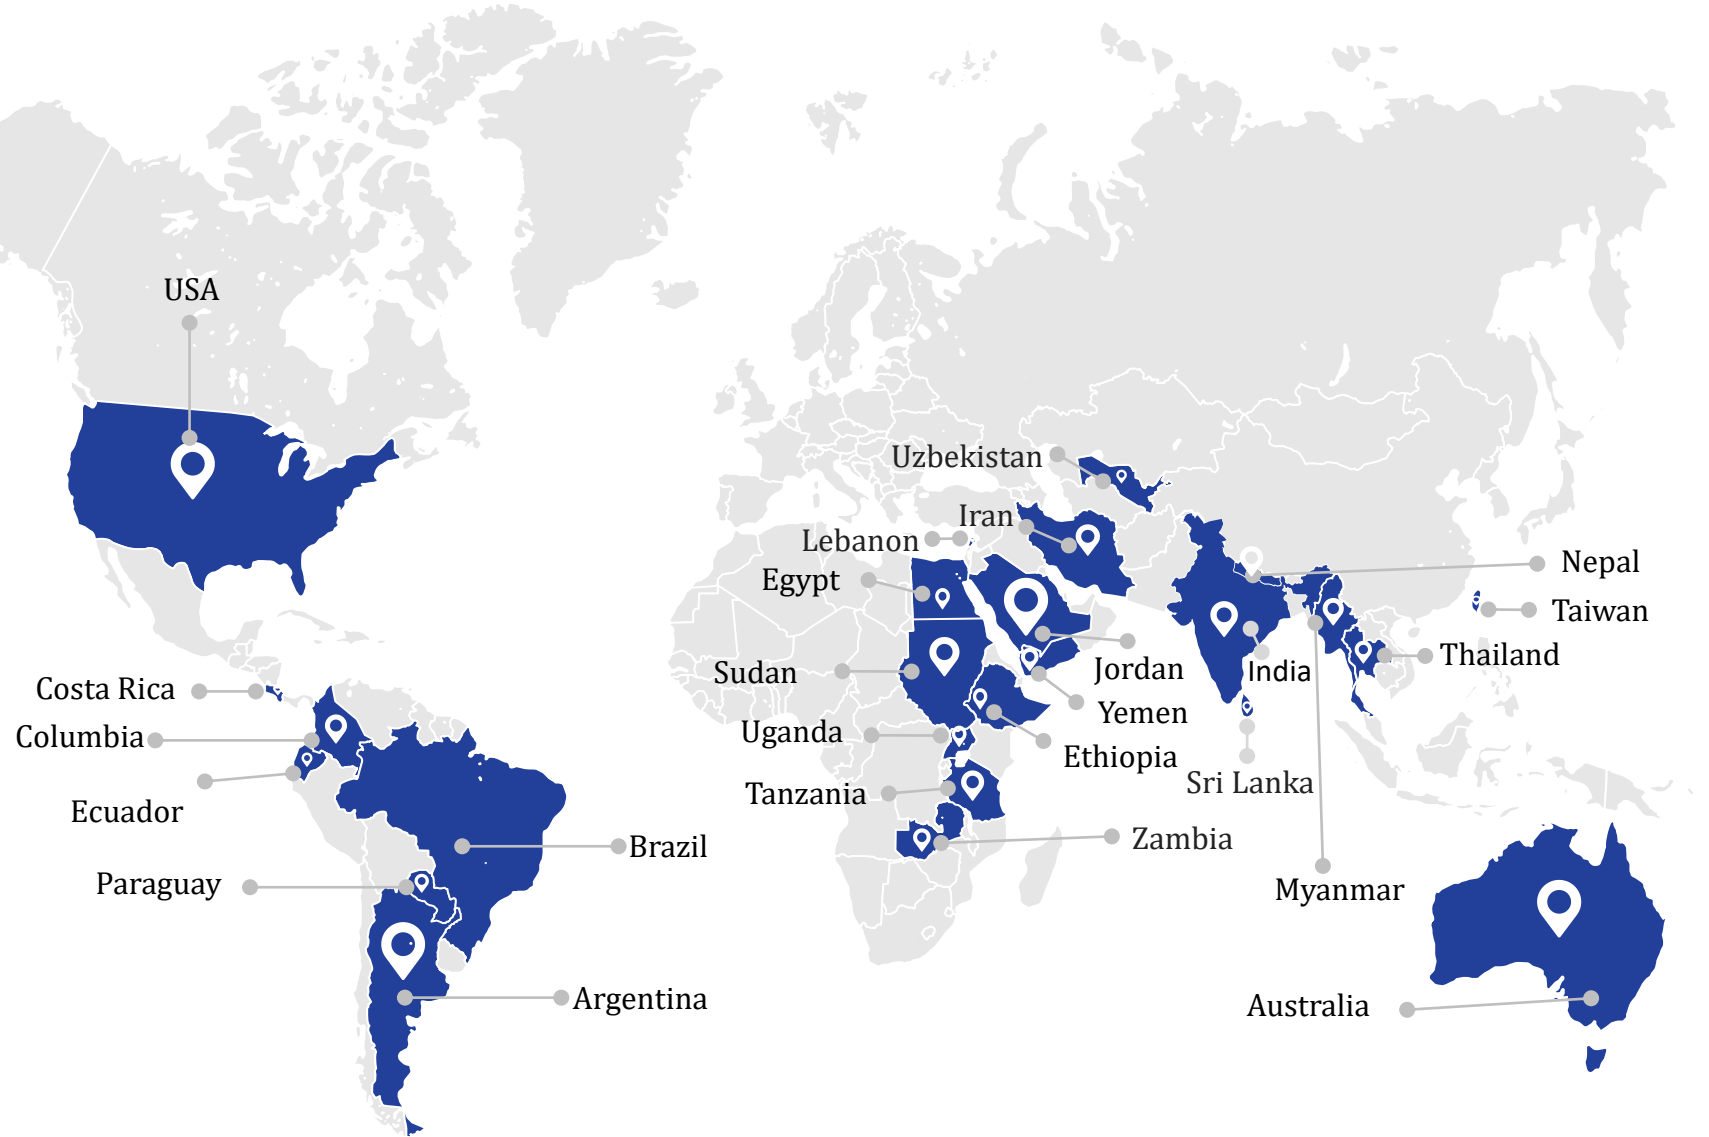 USA
Uzbekistan
Iran
Lebanon
Nepal
Egypt
Taiwan
Thailand
Jordan
India
Sudan
Costa Rica
Yemen
Columbia
Uganda
Ethiopia
Sri Lanka
Tanzania
Ecuador
Zambia
Brazil
Paraguay
Myanmar
Argentina
Australia